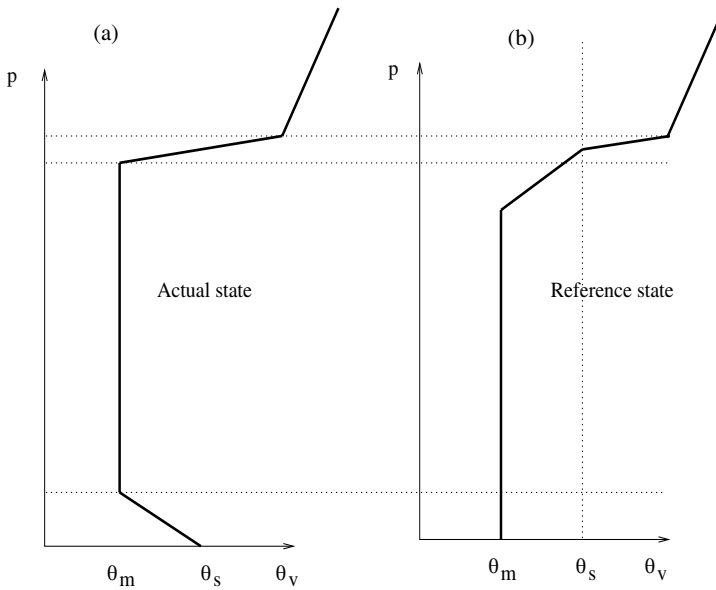 (a)
(b)
p
p
Actual state
Reference state
θm θs θv
θm θs θv